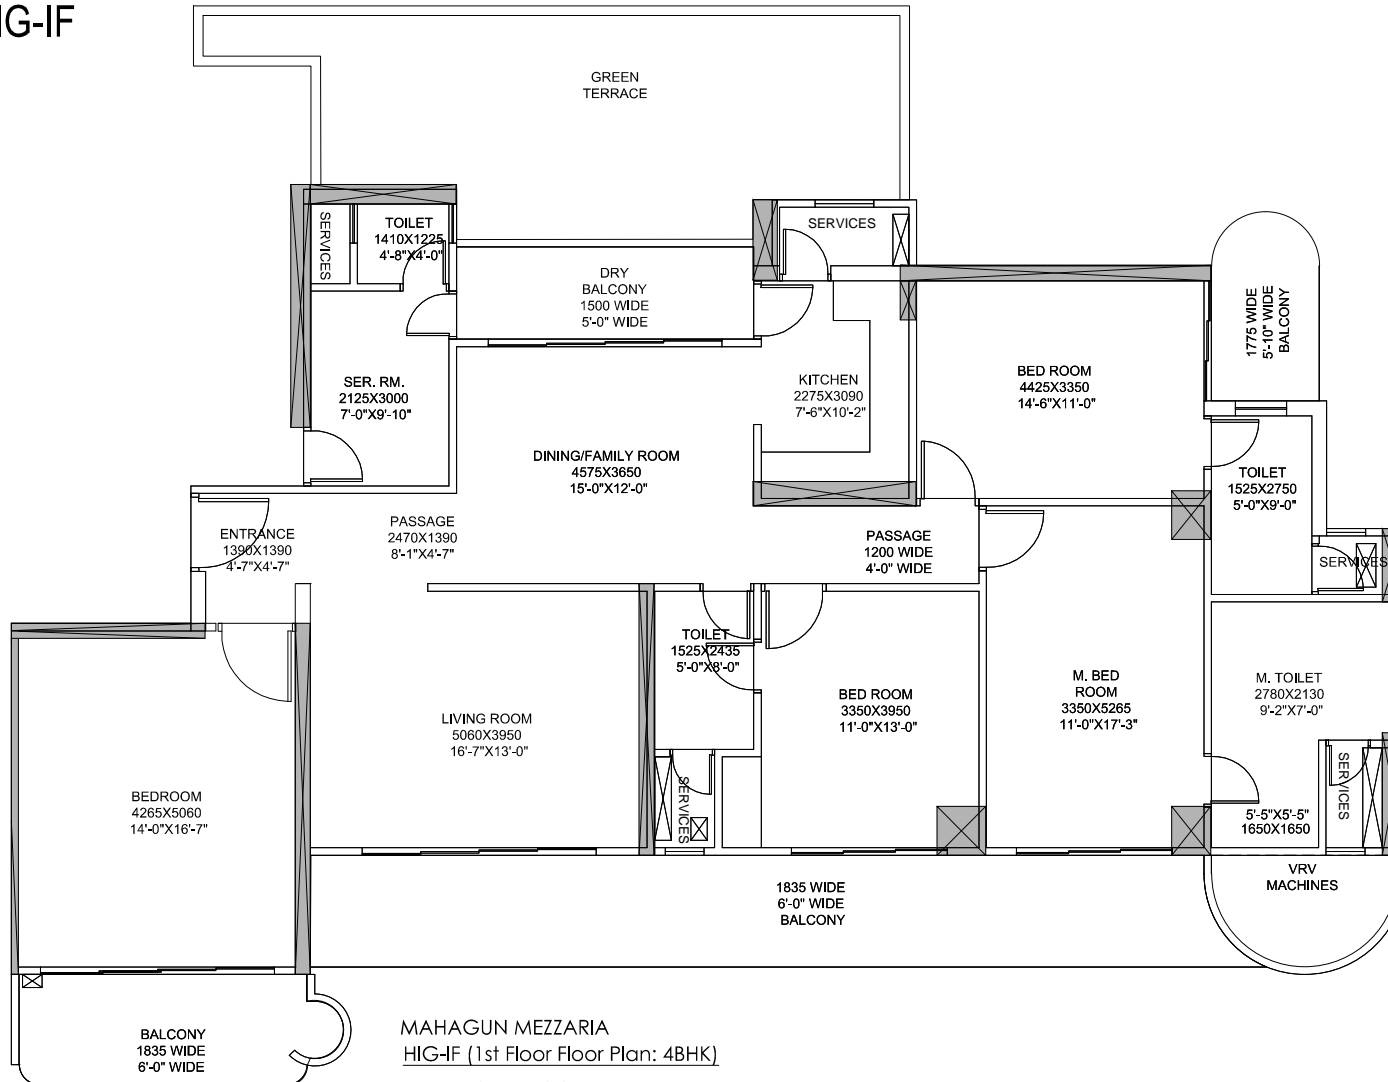 IG-IF
GREEN
TERRACE
SERVICES
TOILET
1410X1225
4'-8"X4'-0"
SERVICES
DRY
BALCONY
1500 WIDE
5'-0" WIDE
1775 WIDE
5'-10" WIDE
BALCONY
SER. RM.
2125X3000
7'-0"X9'-10"
KITCHEN
2275X3090
7'-6"X10'-2"
BED ROOM
4425X3350
14'-6"X11'-0"
DINING/FAMILY ROOM
4575X3650
15'-0"X12'-0"
TOILET
1525X2750
5'-0"X9'-0"
ENTRANCE
1390X1390
4'-7"X4'-7"
PASSAGE
2470X1390
8'-1"X4'-7"
PASSAGE
1200 WIDE
4'-0" WIDE
SERVICES
TOILET
1525X2435
5'-0"X8'-0"
LIVING ROOM
5060X3950
16'-7"X13'-0"
BED ROOM
3350X3950
11'-0"X13'-0"
M. BED
ROOM
3350X5265
11'-0"X17'-3"
M. TOILET
2780X2130
9'-2"X7'-0"
BEDROOM
4265X5060
14'-0"X16'-7"
SERVICES
SERVICES
5'-5"X5'-5"
1650X1650
VRV
MACHINES
1835 WIDE
6'-0" WIDE
BALCONY
BALCONY
1835 WIDE
6'-0" WIDE
MAHAGUN MEZZARIA
HIG-IF (1st Floor Floor Plan: 4BHK)